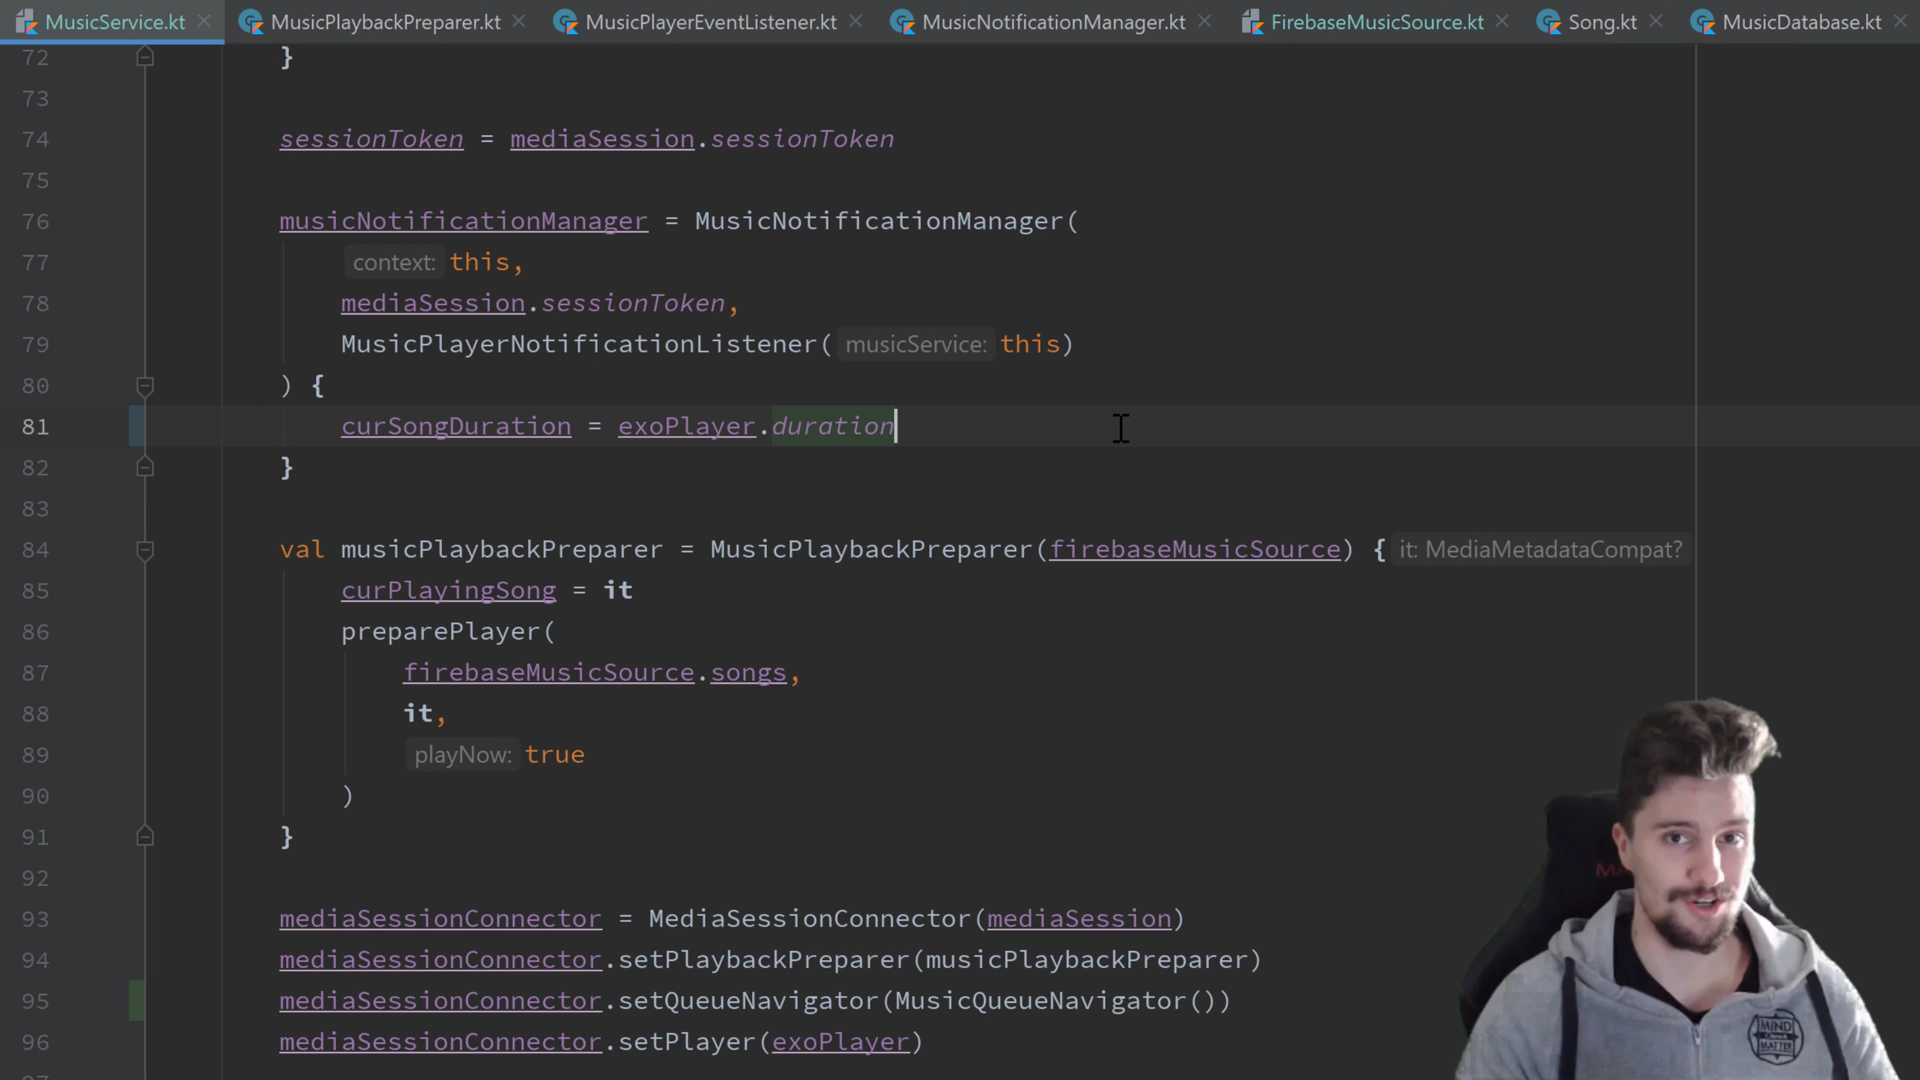 MusicService.kt MusicPlaybackPreparer.kt MusicPlayerEventListener.kt MusicNotificationManager.kt FirebaseMusicSource.kt Song.kt MusicDatabase.kt
72 }
73
74 sessionToken = mediaSession.sessionToken
75
76 musicNotificationManager = MusicNotificationManager(
77 context: this,
78 mediaSession.sessionToken,
79 MusicPlayerNotificationListener( musicService: this)
80 ) {
81 curSongDuration = exoPlayer.duration
82 }
83
84 val musicPlaybackPreparer = MusicPlaybackPreparer(firebaseMusicSource) { it: MediaMetadataCompat?
85 curPlayingSong = it
86 preparePlayer(
87 firebaseMusicSource.songs,
88 it,
89 playNow: true
90 )
91 }
92
93 mediaSessionConnector = MediaSessionConnector(mediaSession)
94 mediaSessionConnector.setPlaybackPreparer(musicPlaybackPreparer)
95 mediaSessionConnector.setQueueNavigator(MusicQueueNavigator())
96 mediaSessionConnector.setPlayer(exoPlayer)
MIND
MATTER